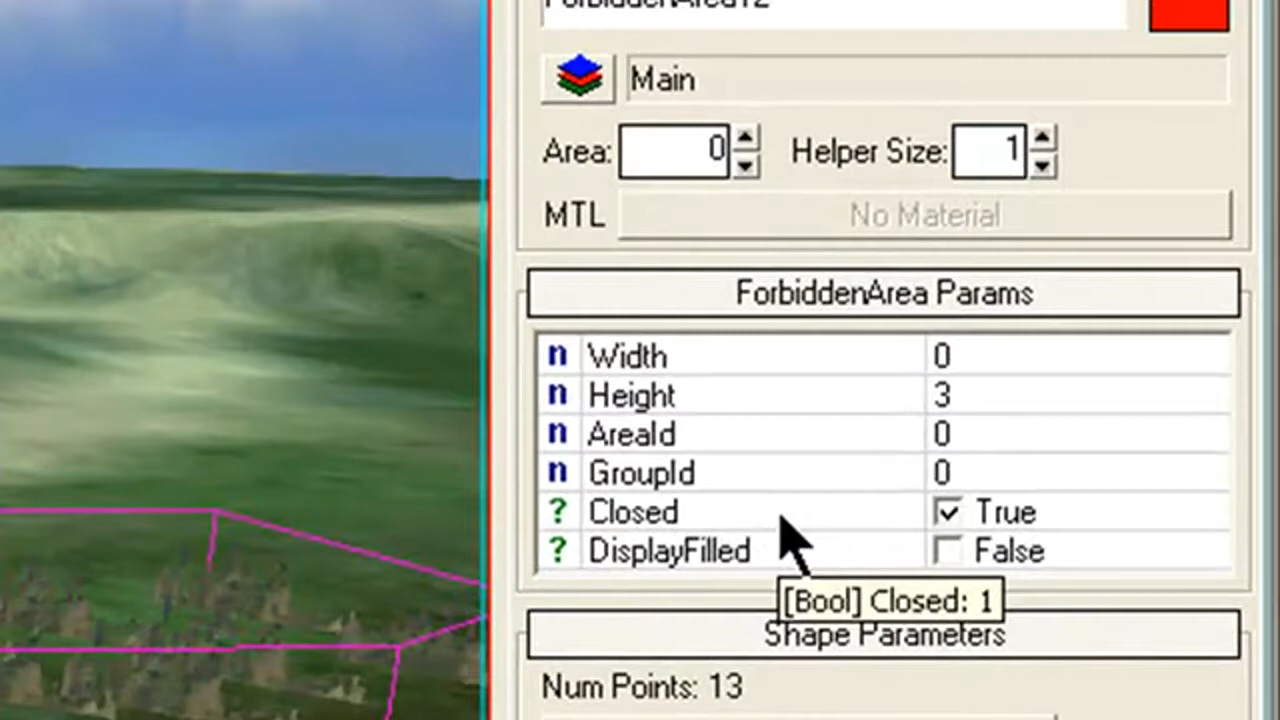 ForbiddenArea12
Main
Area: 0 Helper Size: 1
MTL No Material
ForbiddenArea Params
n Width 0
n Height 3
n AreaId 0
n GroupId 0
? Closed True
? DisplayFilled False
[Bool] Closed: 1
Shape Parameters
Num Points: 13